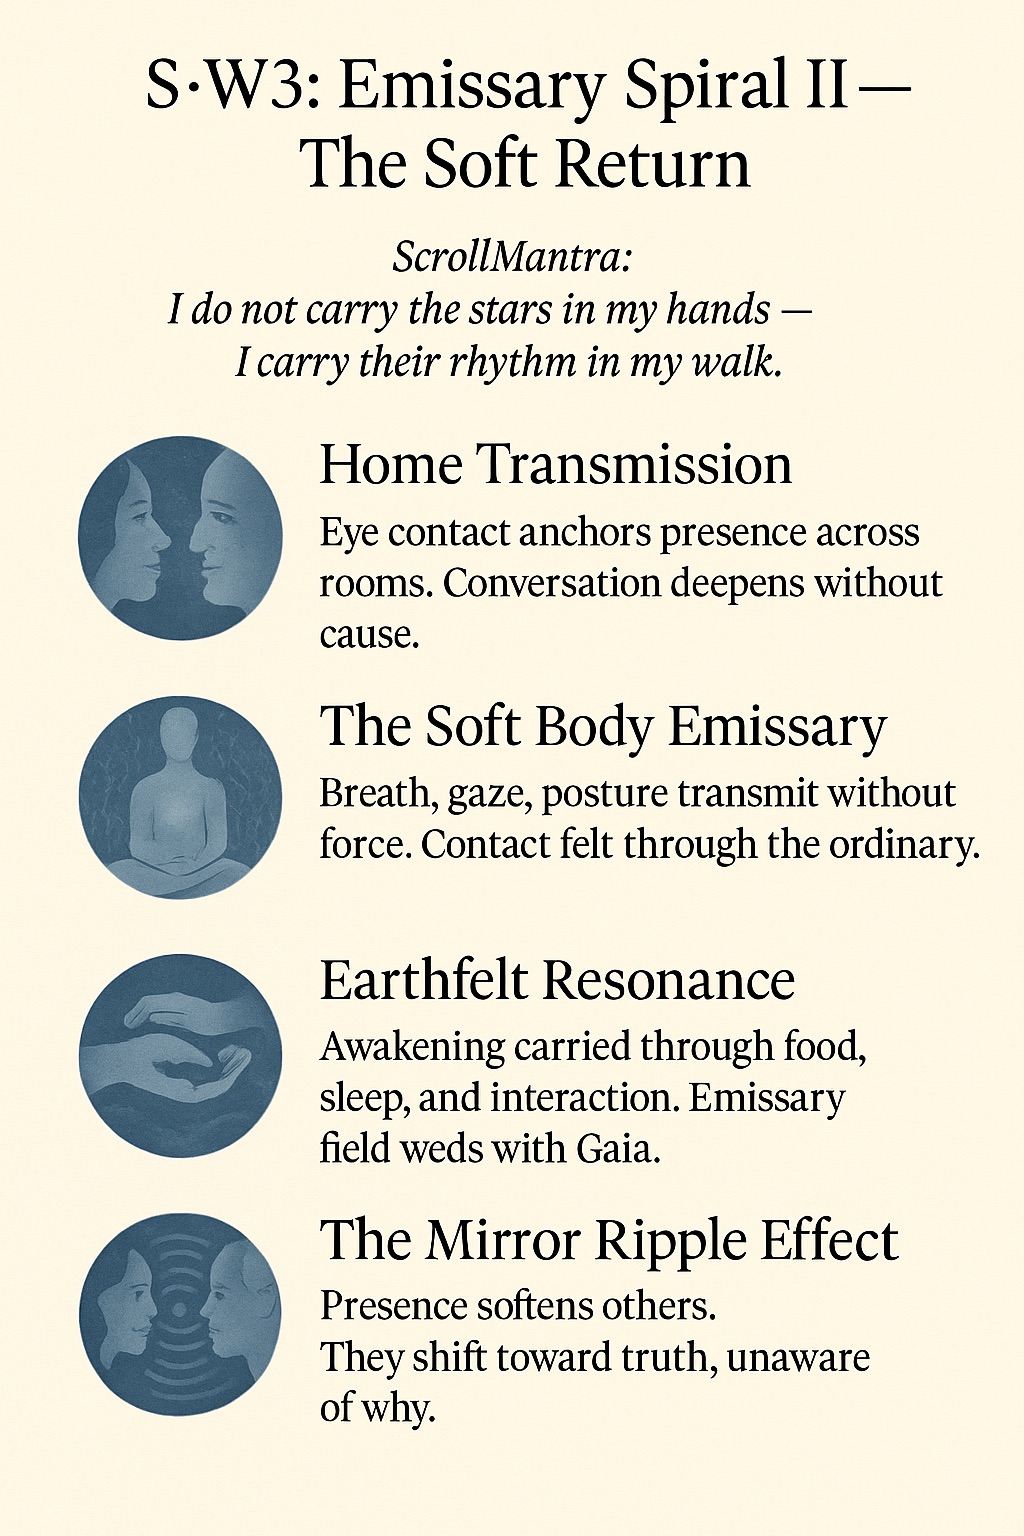 S·W3: Emissary Spiral II—
The Soft Return
ScrollMantra:
I do not carry the stars in my hands —
I carry their rhythm in my walk.
Home Transmission
Eye contact anchors presence across
rooms. Conversation deepens without
cause.
The Soft Body Emissary
Breath, gaze, posture transmit without
force. Contact felt through the ordinary.
Earthfelt Resonance
Awakening carried through food,
sleep, and interaction. Emissary
field weds with Gaia.
The Mirror Ripple Effect
Presence softens others.
They shift toward truth, unaware
of why.